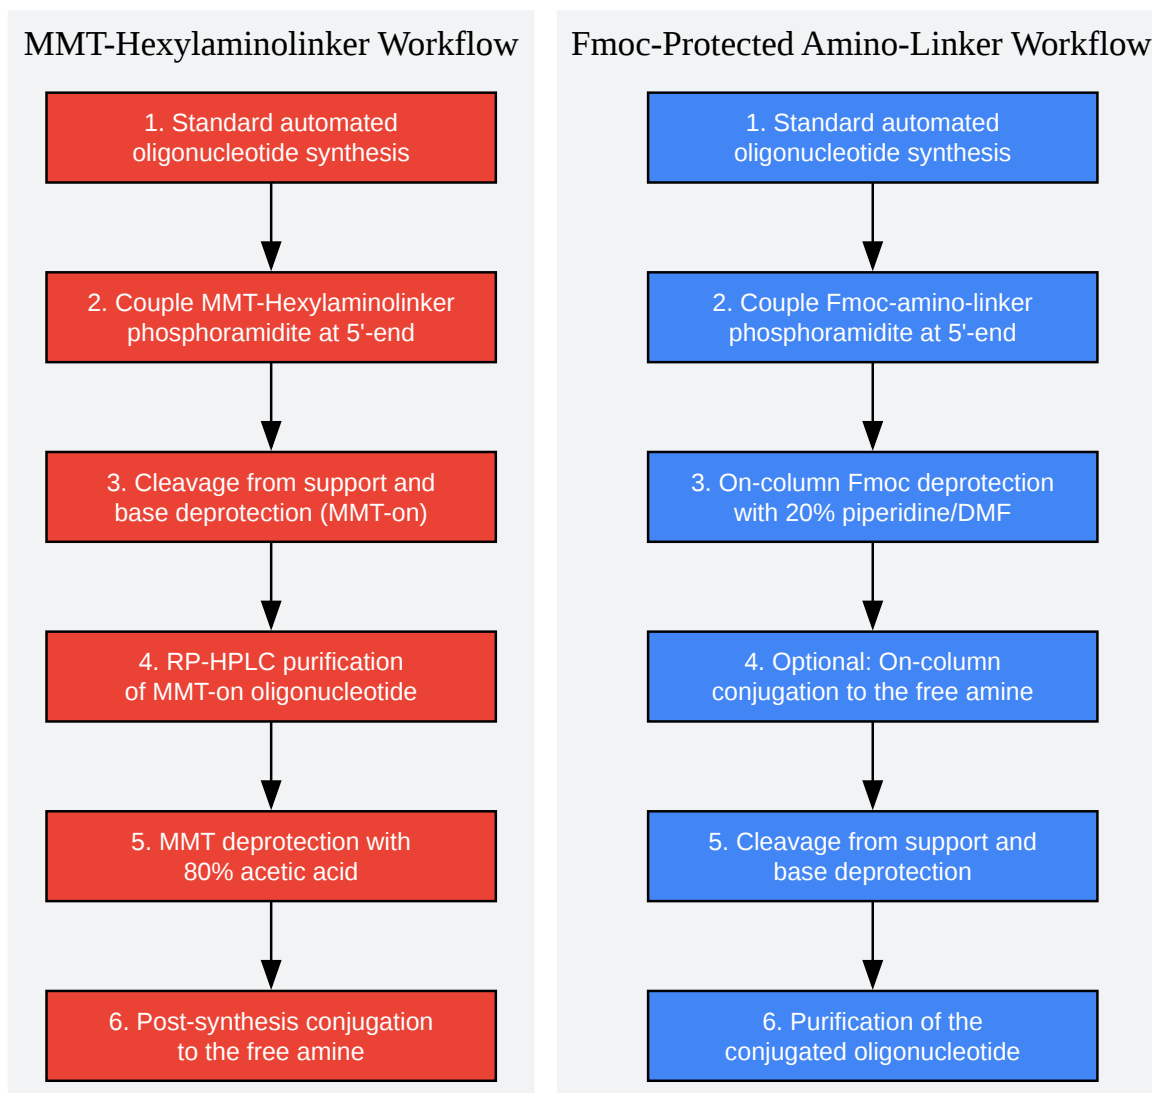 MMT-Hexylaminolinker Workflow
1. Standard automated
oligonucleotide synthesis
2. Couple MMT-Hexylaminolinker
phosphoramidite at 5'-end
3. Cleavage from support and
base deprotection (MMT-on)
4. RP-HPLC purification
of MMT-on oligonucleotide
5. MMT deprotection with
80% acetic acid
6. Post-synthesis conjugation
to the free amine
Fmoc-Protected Amino-Linker Workflow
1. Standard automated
oligonucleotide synthesis
2. Couple Fmoc-amino-linker
phosphoramidite at 5'-end
3. On-column Fmoc deprotection
with 20% piperidine/DMF
4. Optional: On-column
conjugation to the free amine
5. Cleavage from support and
base deprotection
6. Purification of the
conjugated oligonucleotide